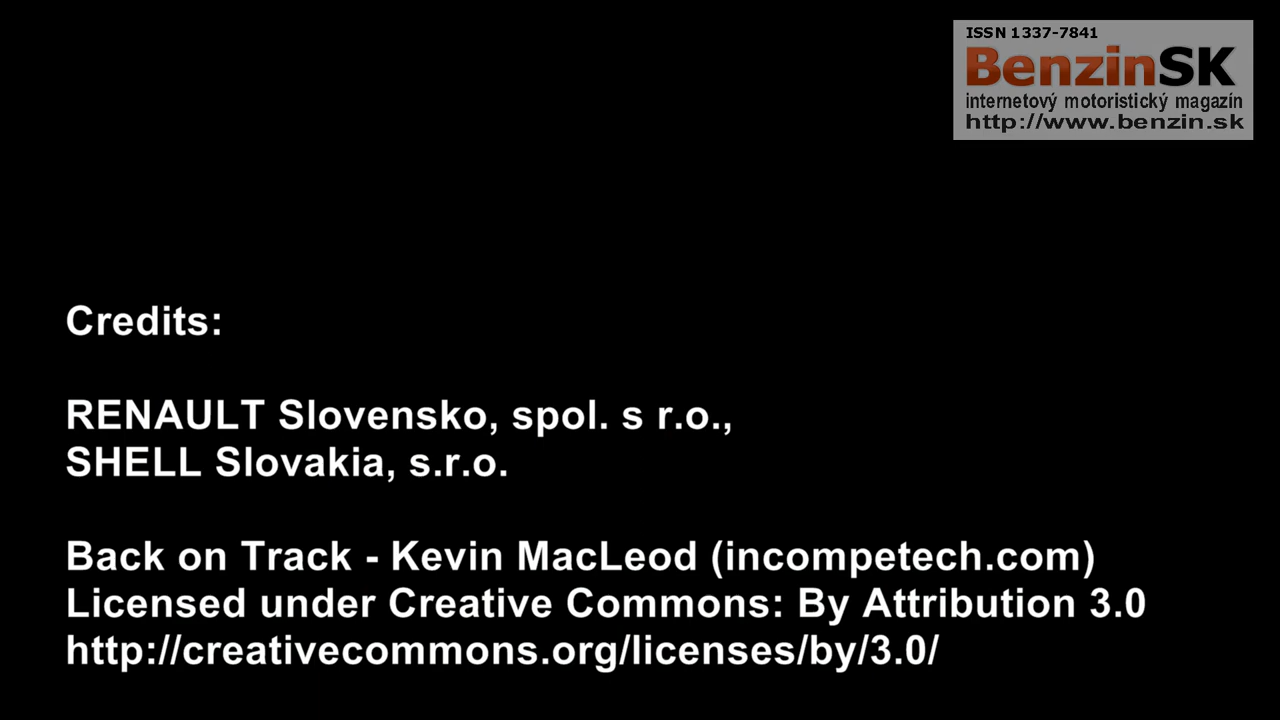 ISSN 1337-7841
BenzinSK
internetový motoristický magazín
http://www.benzin.sk
Credits:
RENAULT Slovensko, spol. s r.o.,
SHELL Slovakia, s.r.o.
Back on Track - Kevin MacLeod (incompetech.com)
Licensed under Creative Commons: By Attribution 3.0
http://creativecommons.org/licenses/by/3.0/